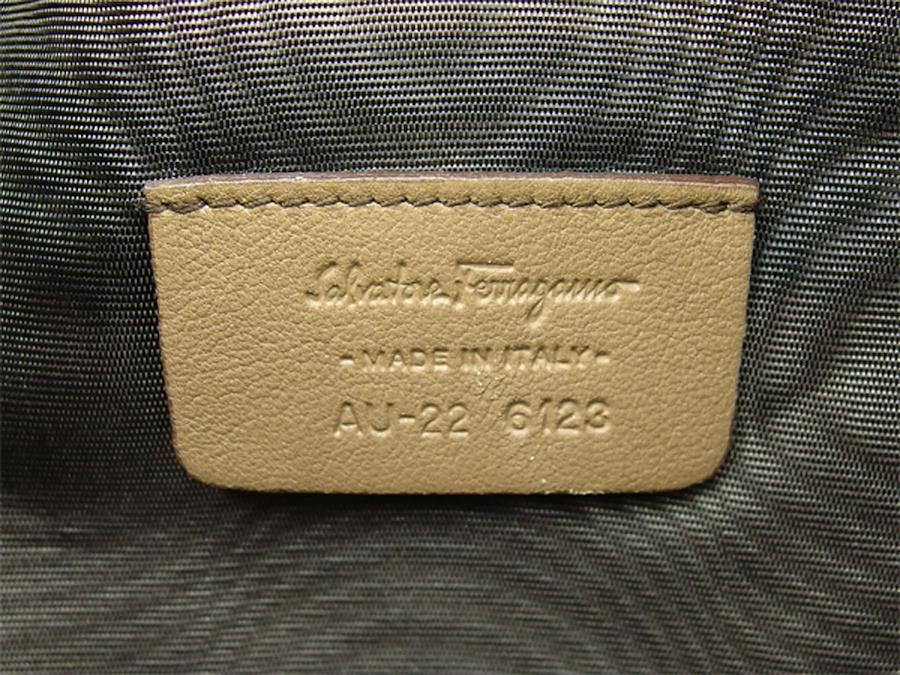 Salvatore Ferragamo
- MADE IN ITALY -
AU-22 6123